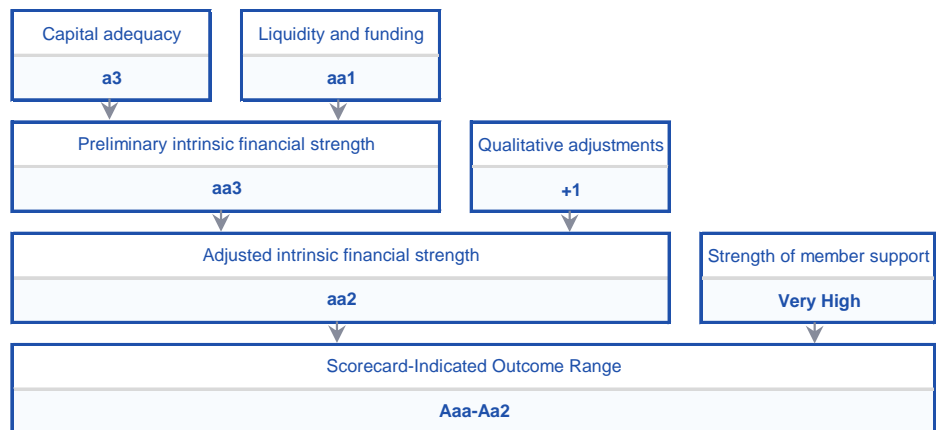 Capital adequacy
a3
Liquidity and funding
aa1
Preliminary intrinsic financial strength
aa3
Qualitative adjustments
+1
Adjusted intrinsic financial strength
aa2
Strength of member support
Very High
Scorecard-Indicated Outcome Range
Aaa-Aa2